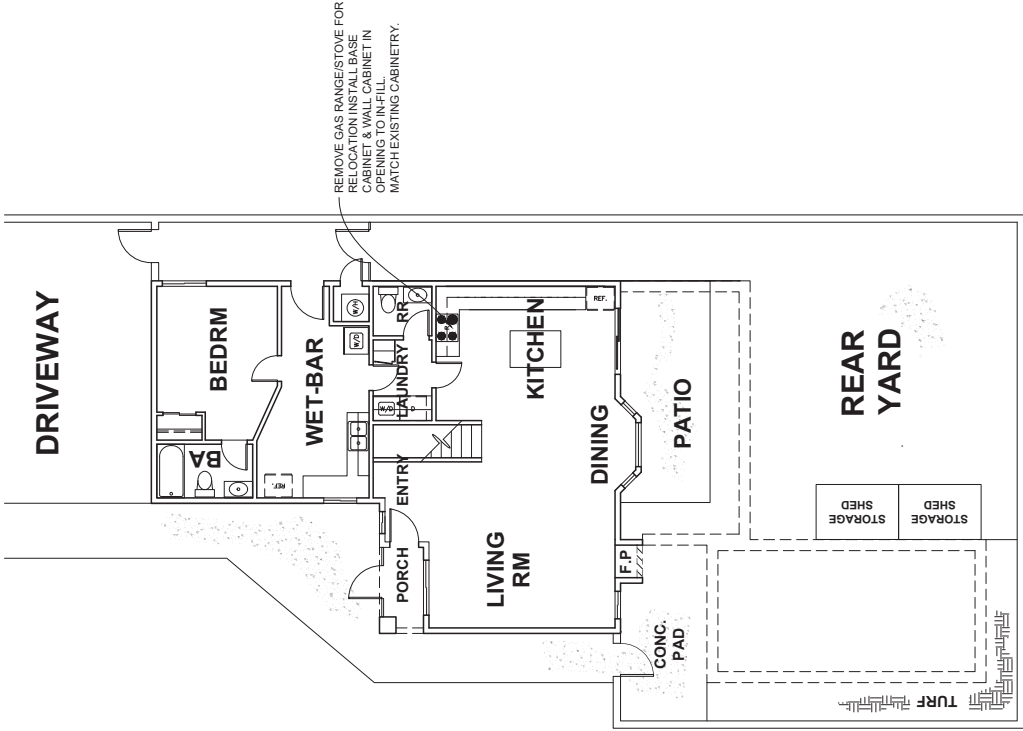 REMOVE GAS RANGE/STOVE FOR
RELOCATION INSTALL BASE
CABINET & WALL CABINET IN
OPENING TO IN-FILL.
MATCH EXISTING CABINETRY.
DRIVEWAY
BEDRM
BA
WET-BAR
REF.
W/D
W/H
RR
LAUNDRY
W/D
D
ENTRY
PORCH
KITCHEN
REF.
DINING
LIVING
RM
F.P
PATIO
CONC.
PAD
REAR
YARD
STORAGE
SHED
STORAGE
SHED
TURF